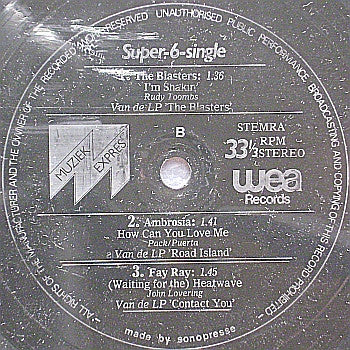 - ALL RIGHTS OF THE MANUFACTURER AND THE OWNER OF THE RECORDED WORK RESERVED UNAUTHORISED PUBLIC PERFORMANCE BROADCASTING AND COPYING OF THIS RECORD PROHIBITED -
Super-6-single
1. The Blasters: 1.36
I'm Shakin'
Rudy Toombs
Van de LP 'The Blasters'
MUZIEK
EXPRES
B
STEMRA
33⅓ RPM
STEREO
wea
Records
2. Ambrosia: 1.41
How Can You Love Me
Pack/Puerta
Van de LP 'Road Island'
3. Fay Ray: 1.45
(Waiting for the) Heatwave
John Lovering
Van de LP 'Contact You'
made by sonopresse